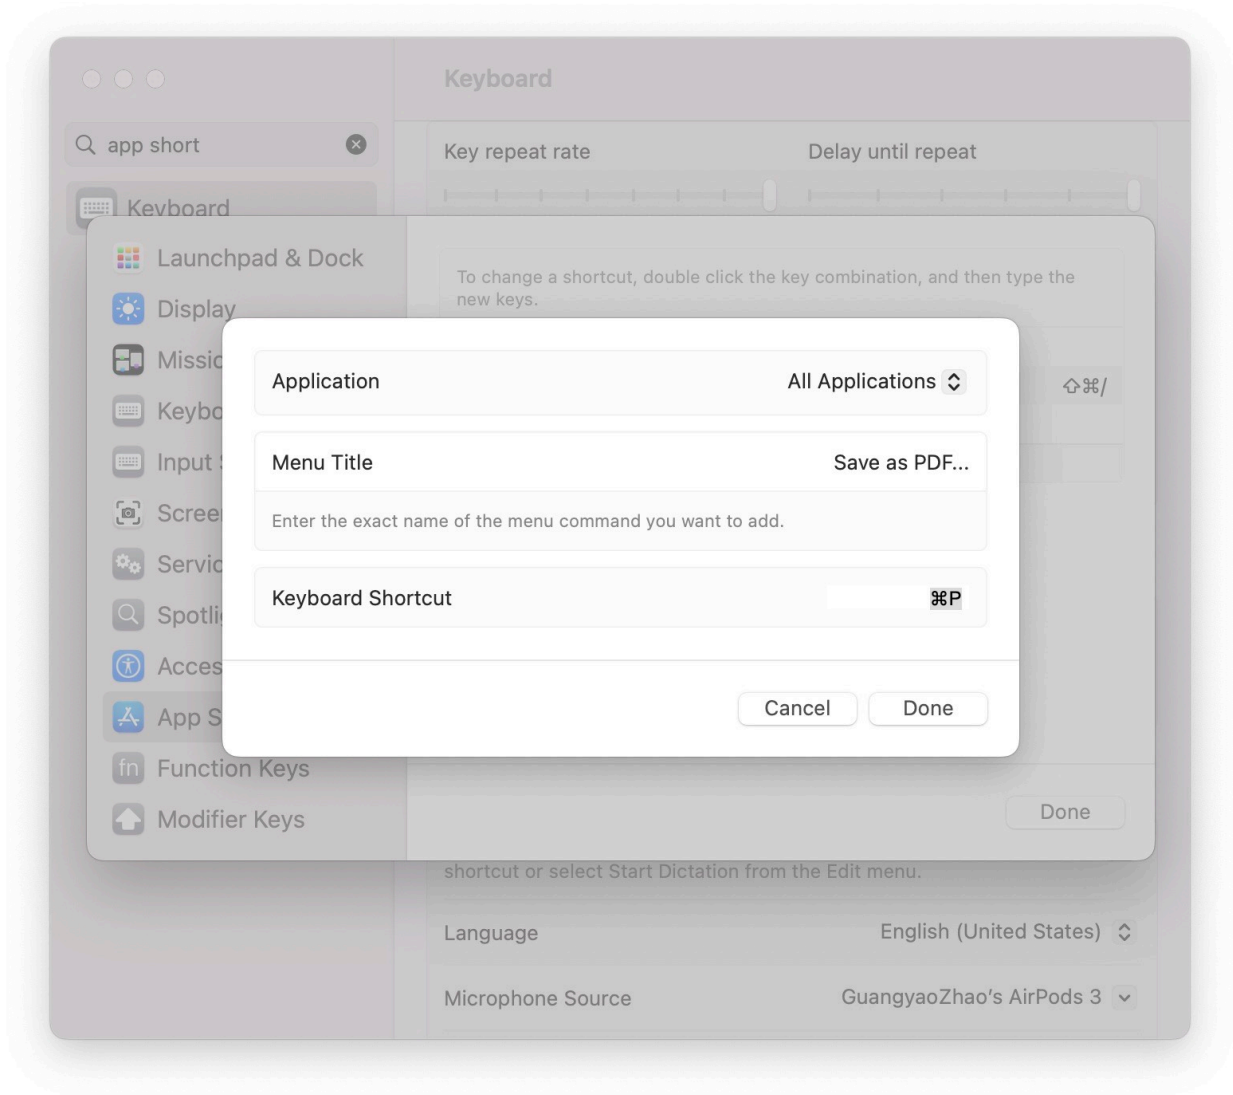 Keyboard
app short
Key repeat rate
Delay until repeat
Keyboard
Launchpad & Dock
To change a shortcut, double click the key combination, and then type the
new keys.
Display
Application
All Applications
⇧⌘/
Menu Title
Save as PDF...
Input
Enter the exact name of the menu command you want to add.
Keyboard Shortcut
⌘P
App S
Cancel
Done
Function Keys
Modifier Keys
Done
shortcut or select Start Dictation from the Edit menu.
Language
English (United States)
Microphone Source
GuangyaoZhao's AirPods 3